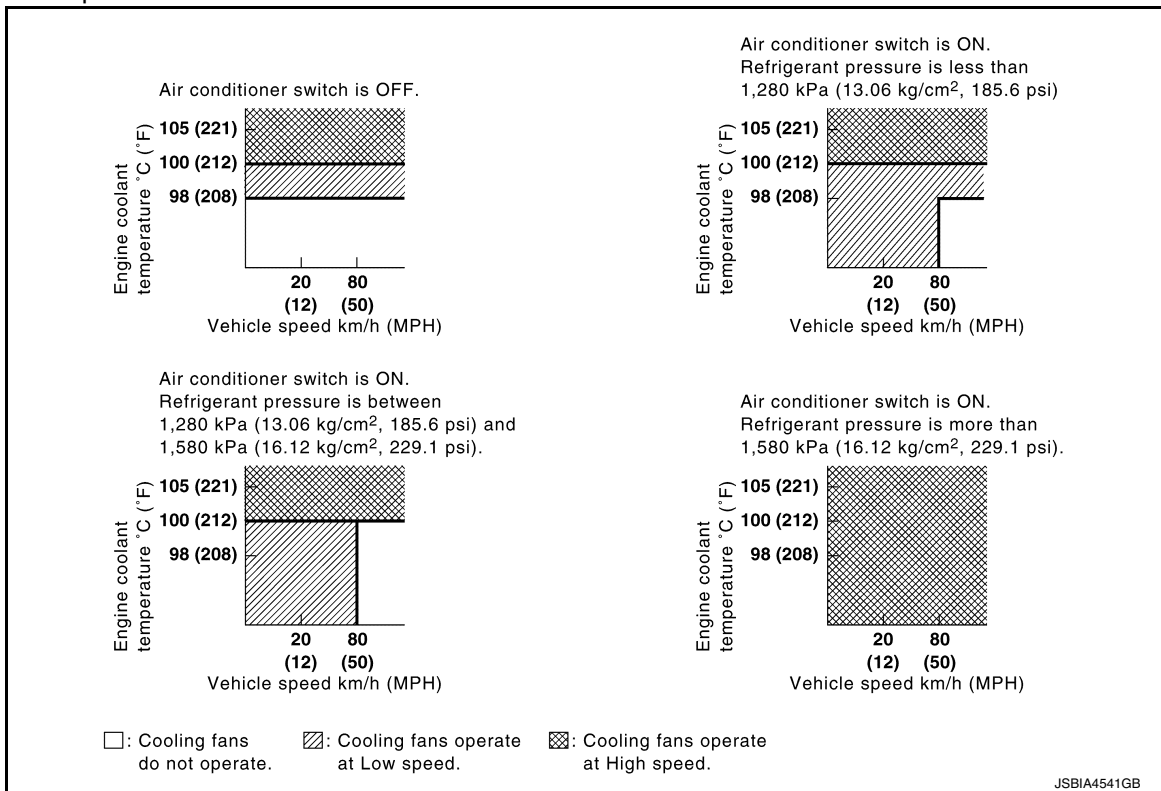 Air conditioner switch is OFF.
Engine coolant
temperature ˚C (˚F)
105 (221)
100 (212)
98 (208)
20
(12)
80
(50)
Vehicle speed km/h (MPH)
Air conditioner switch is ON.
Refrigerant pressure is less than
1,280 kPa (13.06 kg/cm², 185.6 psi)
Engine coolant
temperature ˚C (˚F)
105 (221)
100 (212)
98 (208)
20
(12)
80
(50)
Vehicle speed km/h (MPH)
Air conditioner switch is ON.
Refrigerant pressure is between
1,280 kPa (13.06 kg/cm², 185.6 psi) and
1,580 kPa (16.12 kg/cm², 229.1 psi).
Engine coolant
temperature ˚C (˚F)
105 (221)
100 (212)
98 (208)
20
(12)
80
(50)
Vehicle speed km/h (MPH)
Air conditioner switch is ON.
Refrigerant pressure is more than
1,580 kPa (16.12 kg/cm², 229.1 psi).
Engine coolant
temperature ˚C (˚F)
105 (221)
100 (212)
98 (208)
20
(12)
80
(50)
Vehicle speed km/h (MPH)
: Cooling fans
do not operate.
: Cooling fans operate
at Low speed.
: Cooling fans operate
at High speed.
JSBIA4541GB